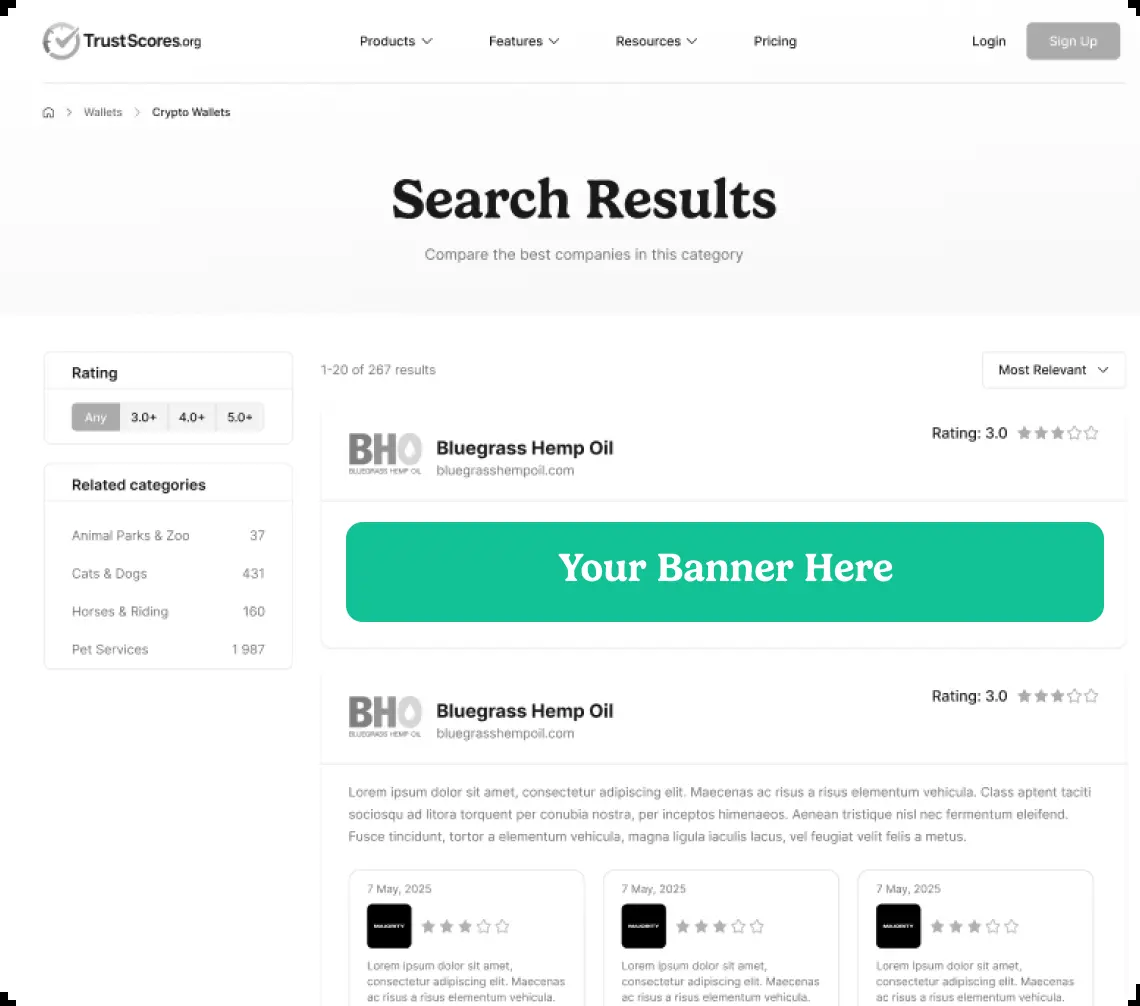 TrustScores.org
Products
Features
Resources
Pricing
Login
Sign Up
Wallets
Crypto Wallets
Search Results
Compare the best companies in this category
Rating
Any
3.0+
4.0+
5.0+
Related categories
Animal Parks & Zoo 37
Cats & Dogs 431
Horses & Riding 160
Pet Services 1 987
1-20 of 267 results
Most Relevant
BHO
BLUEGRASS HEMP OIL
Bluegrass Hemp Oil
bluegrasshempoil.com
Rating: 3.0
Your Banner Here
BHO
BLUEGRASS HEMP OIL
Bluegrass Hemp Oil
bluegrasshempoil.com
Rating: 3.0
Lorem ipsum dolor sit amet, consectetur adipiscing elit. Maecenas ac risus a risus elementum vehicula. Class aptent taciti
sociosqu ad litora torquent per conubia nostra, per inceptos himenaeos. Aenean tristique nisl nec fermentum eleifend.
Fusce tincidunt, tortor a elementum vehicula, magna ligula iaculis lacus, vel feugiat velit felis a metus.
7 May, 2025
MAJORITY
Lorem ipsum dolor sit amet,
consectetur adipiscing elit. Maecenas
ac risus a risus elementum vehicula.
7 May, 2025
MAJORITY
Lorem ipsum dolor sit amet,
consectetur adipiscing elit. Maecenas
ac risus a risus elementum vehicula.
7 May, 2025
MAJORITY
Lorem ipsum dolor sit amet,
consectetur adipiscing elit. Maecenas
ac risus a risus elementum vehicula.